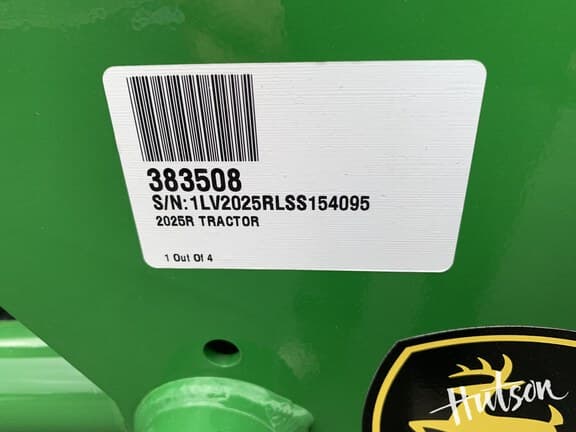 383508
S/N:1LV2025RLSS154095
2025R TRACTOR
1 Out Of 4
Hutson